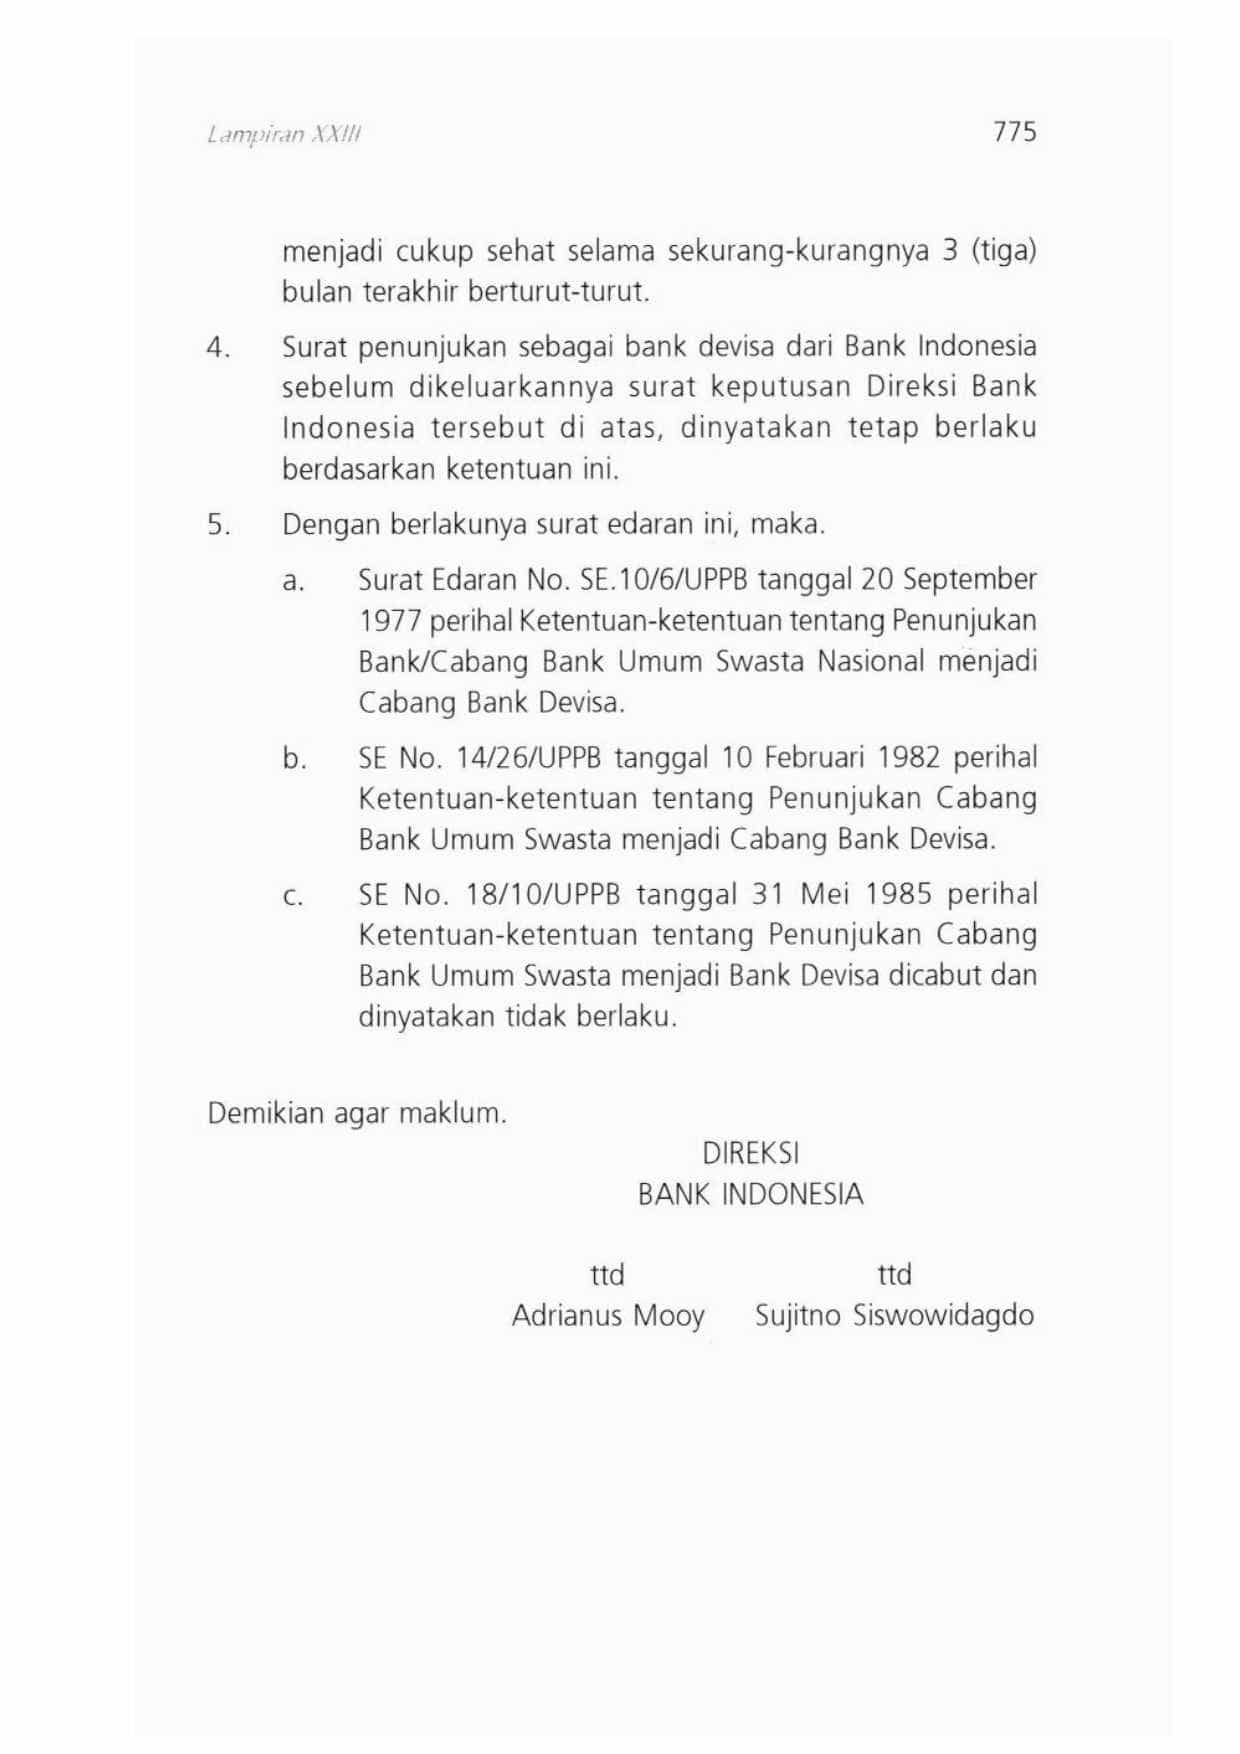 Lampiran XXIII
775
menjadi cukup sehat selama sekurang-kurangnya 3 (tiga)
bulan terakhir berturut-turut.
4. Surat penunjukan sebagai bank devisa dari Bank Indonesia
sebelum dikeluarkannya surat keputusan Direksi Bank
Indonesia tersebut di atas, dinyatakan tetap berlaku
berdasarkan ketentuan ini.
5. Dengan berlakunya surat edaran ini, maka.
a. Surat Edaran No. SE.10/6/UPPB tanggal 20 September
1977 perihal Ketentuan-ketentuan tentang Penunjukan
Bank/Cabang Bank Umum Swasta Nasional menjadi
Cabang Bank Devisa.
b. SE No. 14/26/UPPB tanggal 10 Februari 1982 perihal
Ketentuan-ketentuan tentang Penunjukan Cabang
Bank Umum Swasta menjadi Cabang Bank Devisa.
c. SE No. 18/10/UPPB tanggal 31 Mei 1985 perihal
Ketentuan-ketentuan tentang Penunjukan Cabang
Bank Umum Swasta menjadi Bank Devisa dicabut dan
dinyatakan tidak berlaku.
Demikian agar maklum.
DIREKSI
BANK INDONESIA
ttd ttd
Adrianus Mooy Sujitno Siswowidagdo